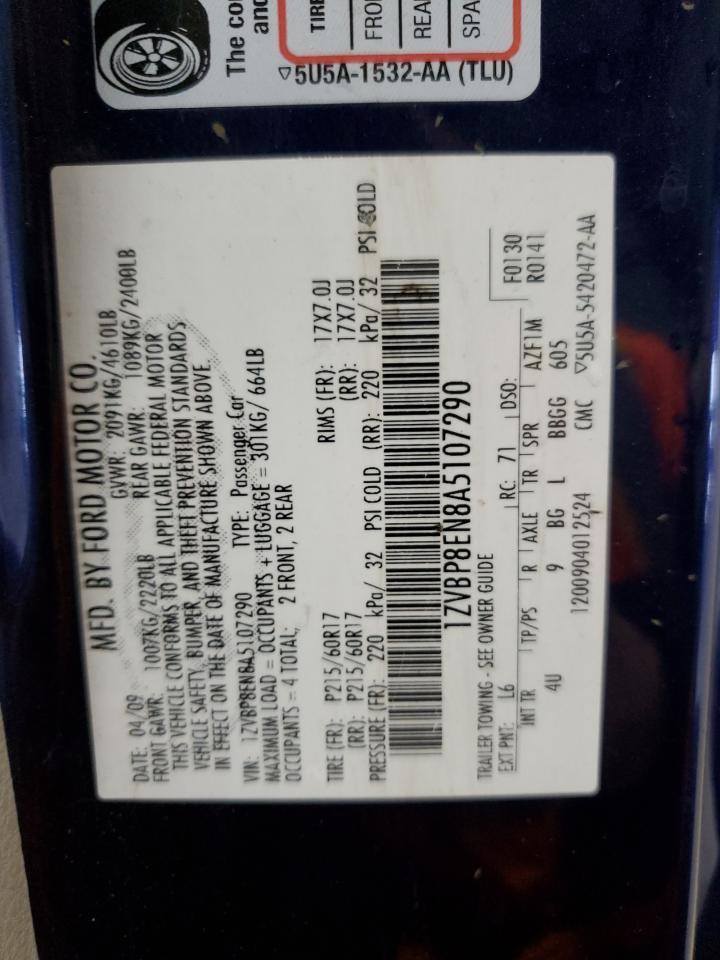 The co
and
TIRE
FRO
REA
SPA
5U5A-1532-AA (TLU)
MFD. BY FORD MOTOR CO.
DATE: 04/09 GVWR: 2091KG/4610LB
FRONT GAWR: 1007KG/2220LB REAR GAWR: 1089KG/2400LB
THIS VEHICLE CONFORMS TO ALL APPLICABLE FEDERAL MOTOR
VEHICLE SAFETY, BUMPER, AND THEFT PREVENTION STANDARDS
IN EFFECT ON THE DATE OF MANUFACTURE SHOWN ABOVE.
VIN: 1ZVBP8EN8A5107290 TYPE: Passenger Car
MAXIMUM LOAD = OCCUPANTS + LUGGAGE = 301KG/ 664LB
OCCUPANTS = 4 TOTAL; 2 FRONT, 2 REAR
TIRE (FR): P215/60R17 RIMS (FR): 17X7.0J
(RR): P215/60R17 (RR): 17X7.0J
PRESSURE (FR): 220 kPa/ 32 PSI COLD (RR): 220 kPa/ 32 PSI COLD
1ZVBP8EN8A5107290
TRAILER TOWING - SEE OWNER GUIDE
EXT PNT: L6 RC: 71 DSO: F0130
R0141
INT TR TP/PS R AXLE TR SPR AZF1M
4U 9 BG L BBGG 605
1200904012524 CMC 5U5A-5420472-AA